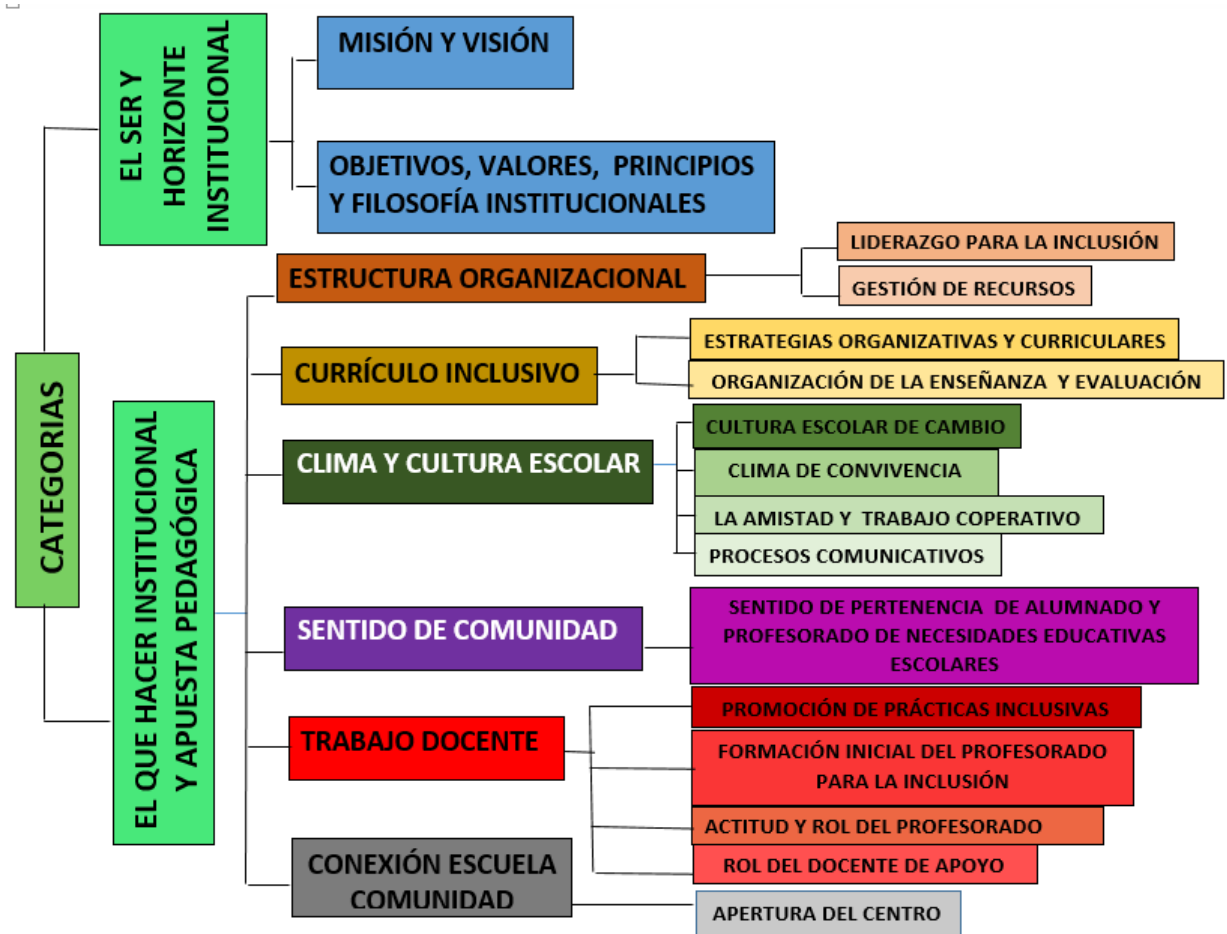 CATEGORIAS
EL SER Y
HORIZONTE
INSTITUCIONAL
MISIÓN Y VISIÓN
OBJETIVOS, VALORES, PRINCIPIOS
Y FILOSOFÍA INSTITUCIONALES
EL QUE HACER INSTITUCIONAL
Y APUESTA PEDAGÓGICA
ESTRUCTURA ORGANIZACIONAL
LIDERAZGO PARA LA INCLUSIÓN
GESTIÓN DE RECURSOS
CURRÍCULO INCLUSIVO
ESTRATEGIAS ORGANIZATIVAS Y CURRICULARES
ORGANIZACIÓN DE LA ENSEÑANZA Y EVALUACIÓN
CLIMA Y CULTURA ESCOLAR
CULTURA ESCOLAR DE CAMBIO
CLIMA DE CONVIVENCIA
LA AMISTAD Y TRABAJO COPERATIVO
PROCESOS COMUNICATIVOS
SENTIDO DE COMUNIDAD
SENTIDO DE PERTENENCIA DE ALUMNADO Y
PROFESORADO DE NECESIDADES EDUCATIVAS
ESCOLARES
TRABAJO DOCENTE
PROMOCIÓN DE PRÁCTICAS INCLUSIVAS
FORMACIÓN INICIAL DEL PROFESORADO
PARA LA INCLUSIÓN
ACTITUD Y ROL DEL PROFESORADO
ROL DEL DOCENTE DE APOYO
CONEXIÓN ESCUELA
COMUNIDAD
APERTURA DEL CENTRO